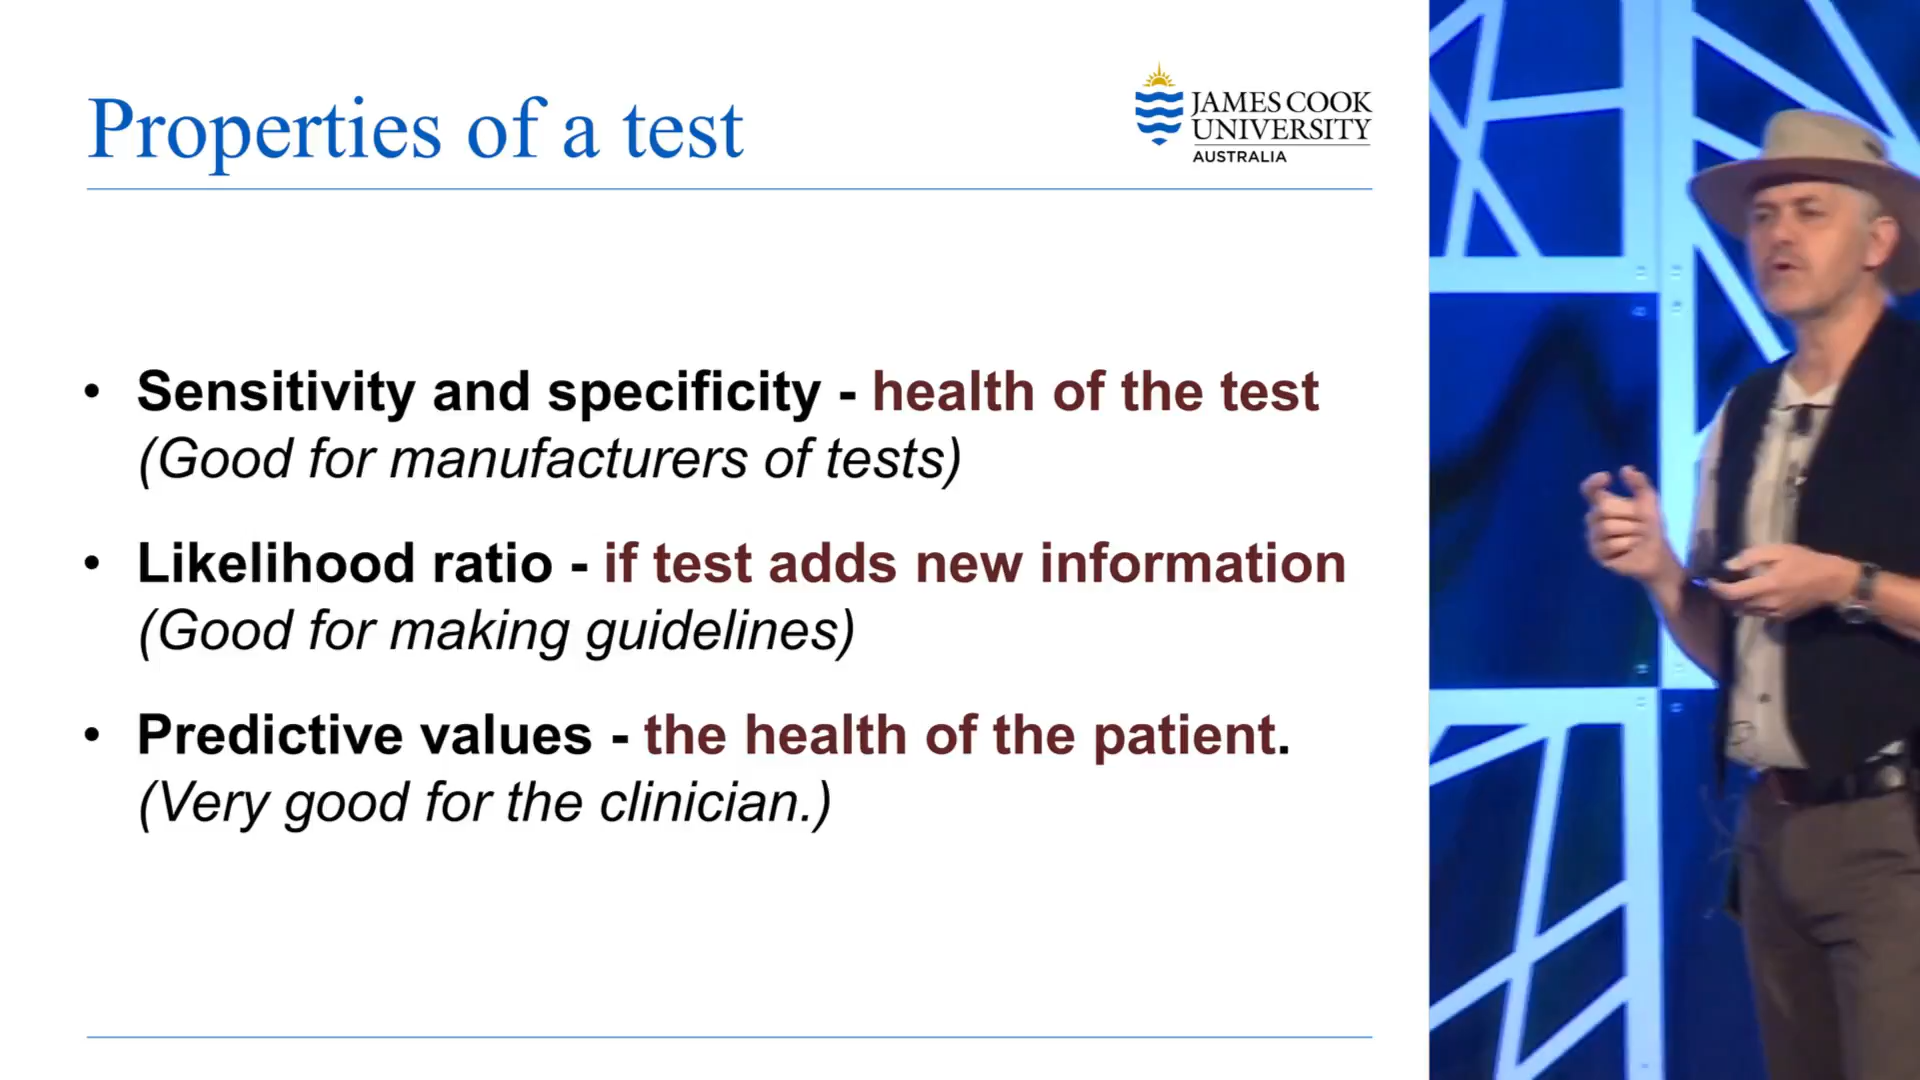 Properties of a test
JAMES COOK
UNIVERSITY
AUSTRALIA
• Sensitivity and specificity - health of the test
(Good for manufacturers of tests)
• Likelihood ratio - if test adds new information
(Good for making guidelines)
• Predictive values - the health of the patient.
(Very good for the clinician.)